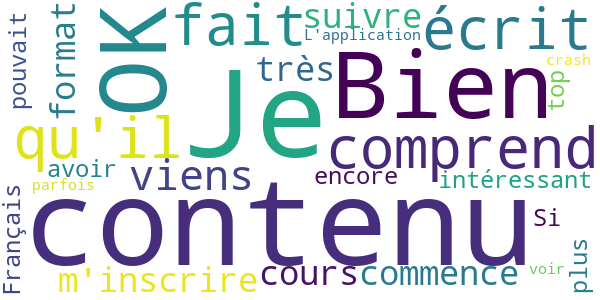 pouvait
format
OK
fait
suivre
L'application
écrit
très
Je
Bien
top
crash
qu'il
comprend
avoir
viens
encore
intéressant
parfois
Français
contenu
Si
m'inscrire
cours
commence
voir
plus